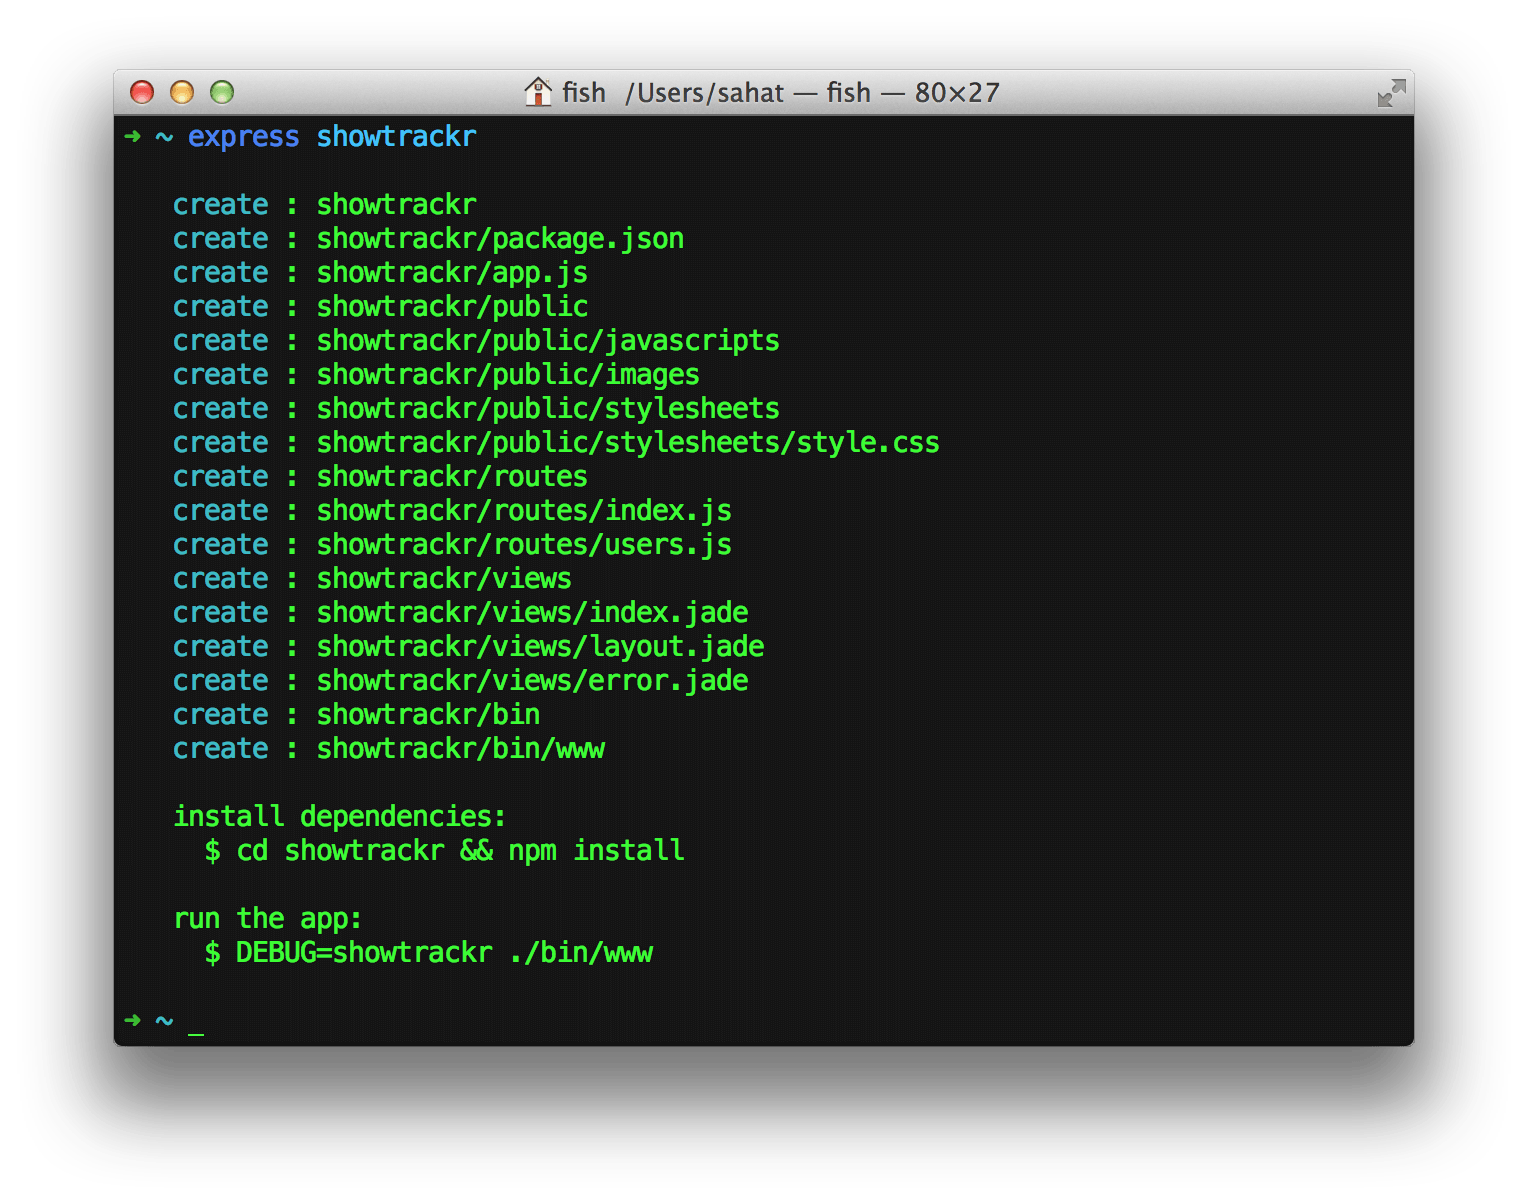 fish  /Users/sahat — fish — 80×27
➜ ~ express showtrackr
create : showtrackr
create : showtrackr/package.json
create : showtrackr/app.js
create : showtrackr/public
create : showtrackr/public/javascripts
create : showtrackr/public/images
create : showtrackr/public/stylesheets
create : showtrackr/public/stylesheets/style.css
create : showtrackr/routes
create : showtrackr/routes/index.js
create : showtrackr/routes/users.js
create : showtrackr/views
create : showtrackr/views/index.jade
create : showtrackr/views/layout.jade
create : showtrackr/views/error.jade
create : showtrackr/bin
create : showtrackr/bin/www
install dependencies:
$ cd showtrackr && npm install
run the app:
$ DEBUG=showtrackr ./bin/www
➜ ~ _